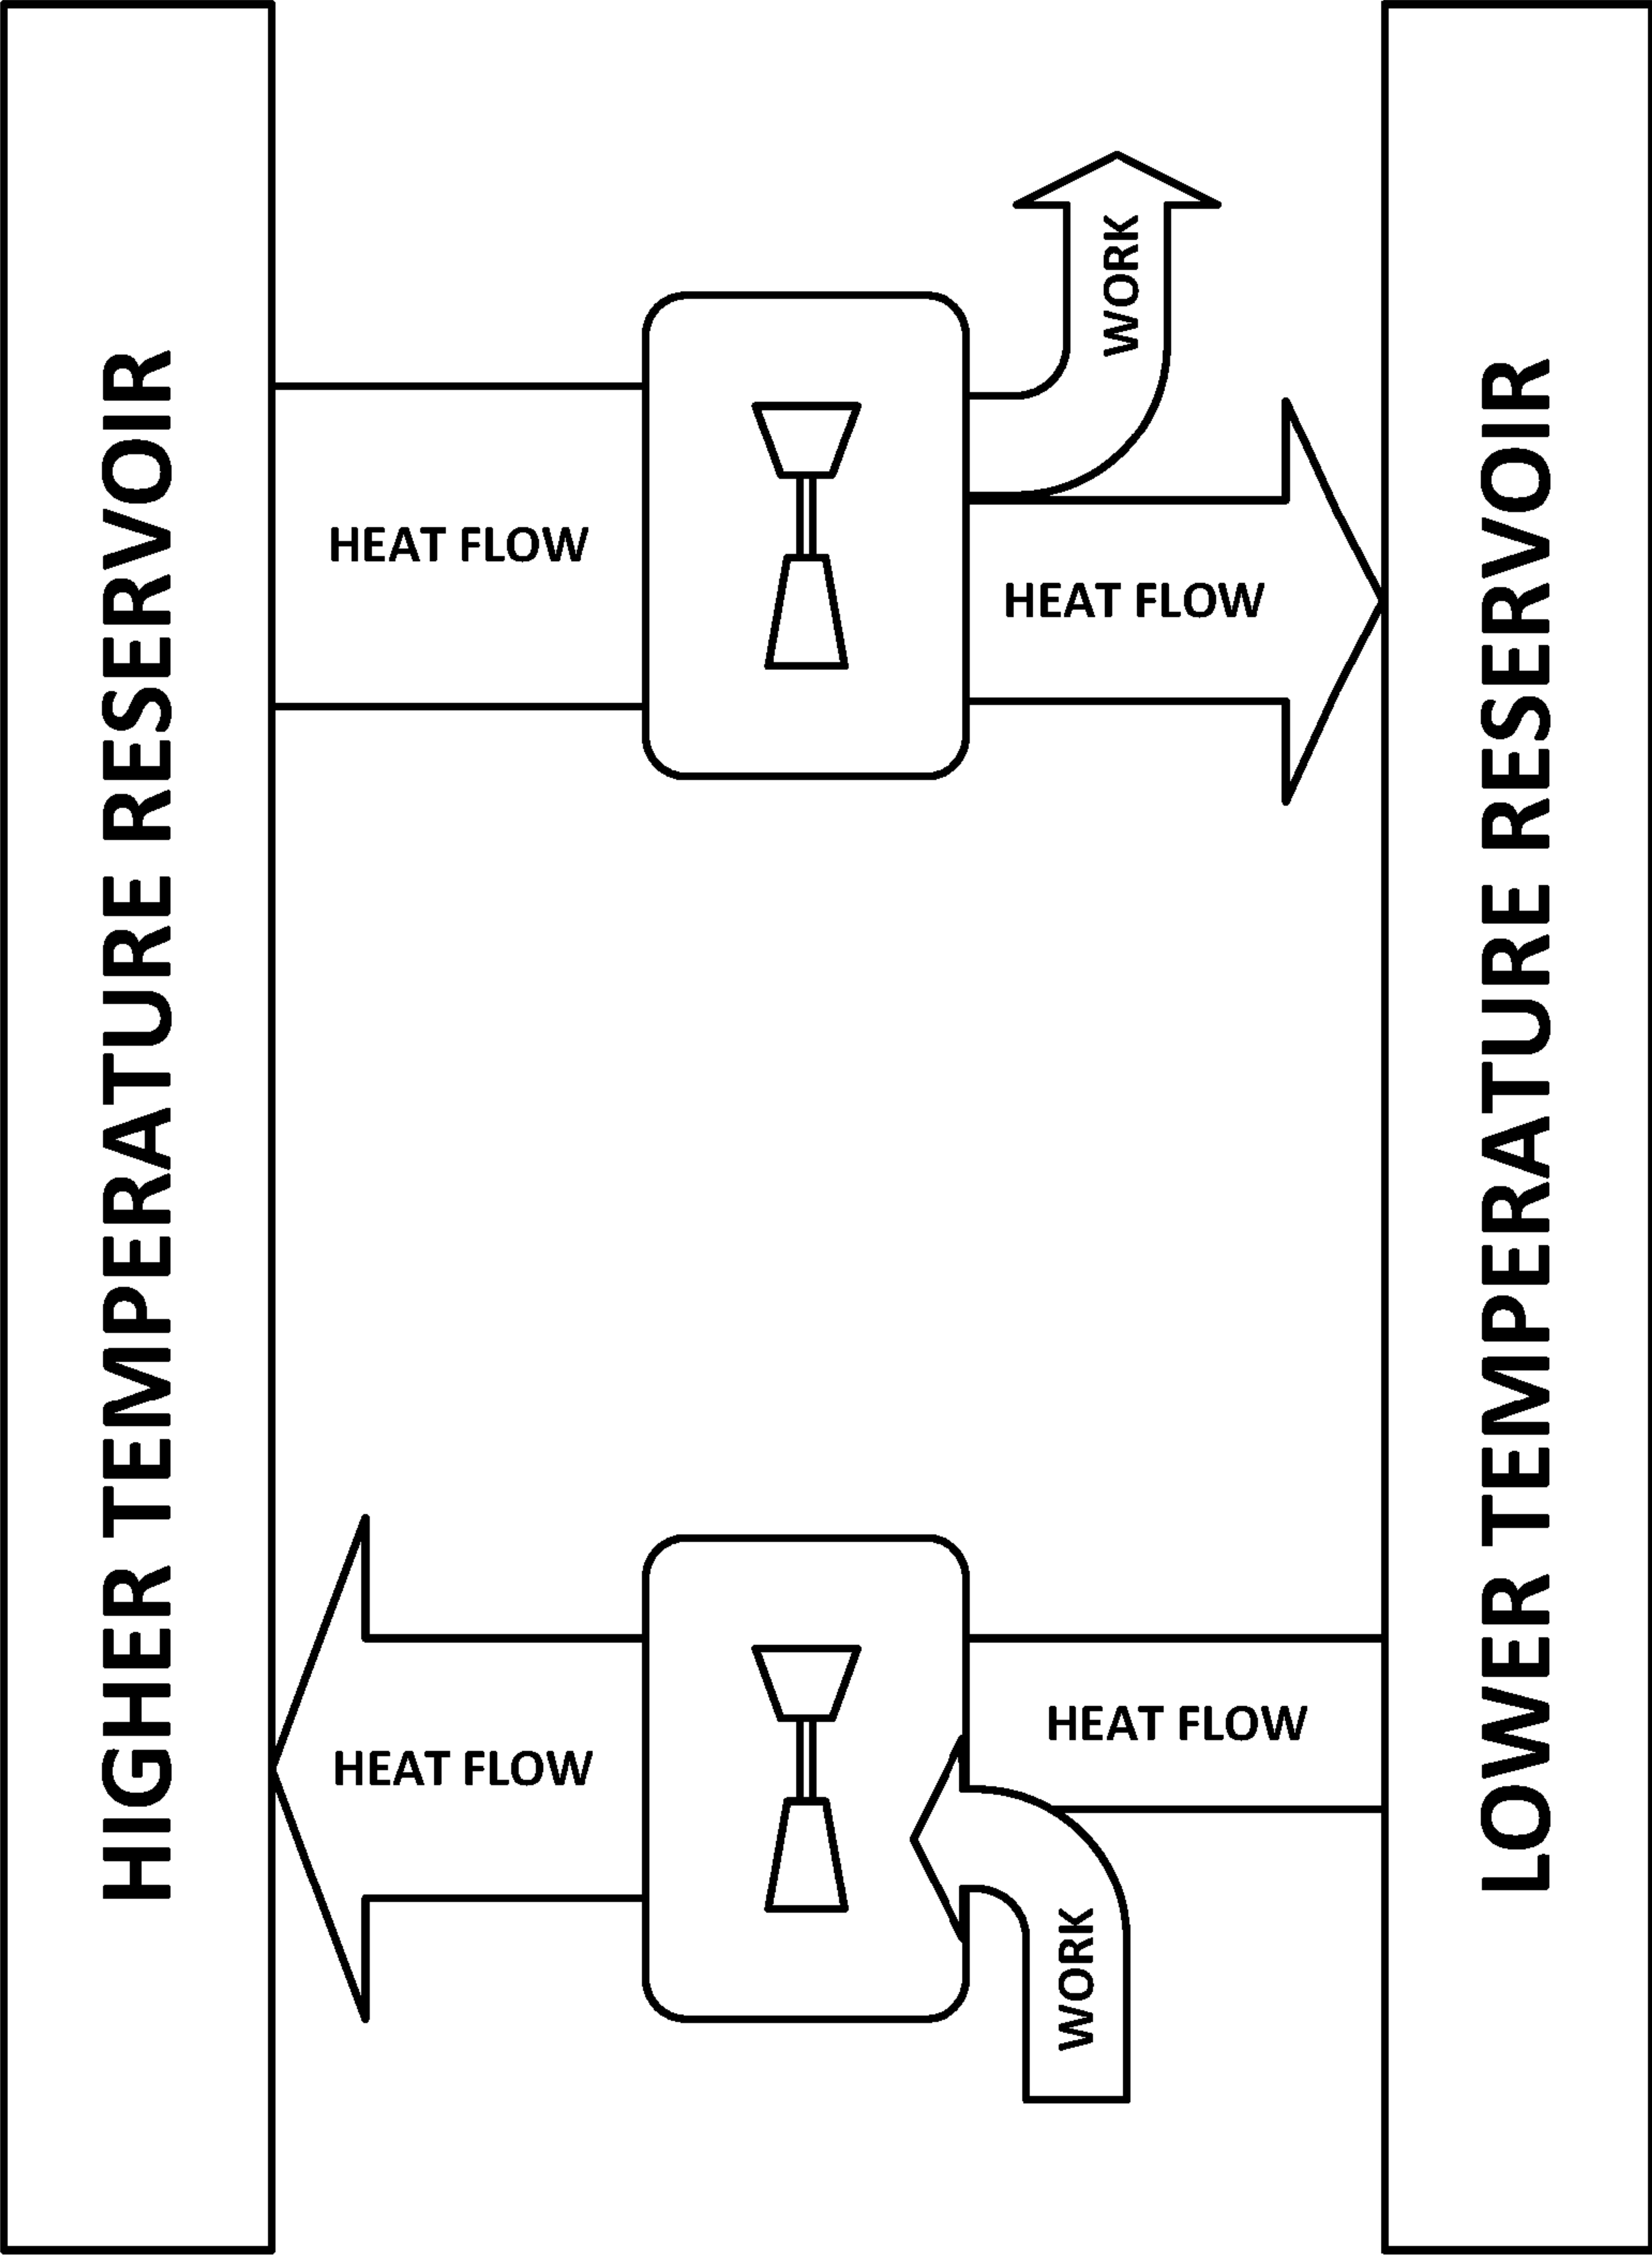 HIGHER TEMPERATURE RESERVOIR
WORK
HEAT FLOW
HEAT FLOW
LOWER TEMPERATURE RESERVOIR
HEAT FLOW
HEAT FLOW
WORK